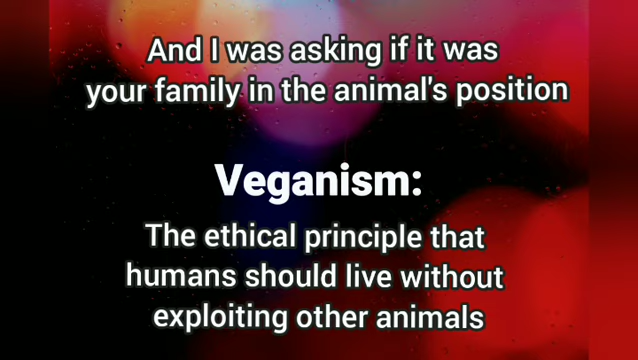 And I was asking if it was
your family in the animal's position
Veganism:
The ethical principle that
humans should live without
exploiting other animals